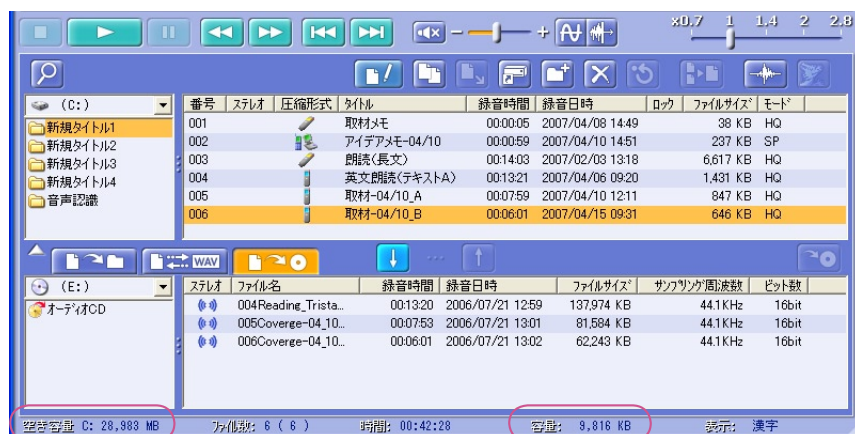 x0.7 1 1.4 2 2.8
(C:)
新規タイトル1
新規タイトル2
新規タイトル3
新規タイトル4
音声認識
番号 ステレオ 圧縮形式 タイトル 録音時間 録音日時 ロック ファイルサイズ モード
001 取材メモ 00:00:05 2007/04/08 14:49 38 KB HQ
002 アイデアメモ-04/10 00:00:59 2007/04/10 14:51 237 KB SP
003 朗読(長文) 00:14:03 2007/02/03 13:18 6,617 KB HQ
004 英文朗読(テキストA) 00:13:21 2007/04/06 09:20 1,431 KB HQ
005 取材-04/10_A 00:07:59 2007/04/10 12:11 847 KB HQ
006 取材-04/10_B 00:06:01 2007/04/15 09:31 646 KB HQ
WAV
(E:)
オーディオCD
ステレオ ファイル名 録音時間 録音日時 ファイルサイズ サンプリング周波数 ビット数
004Reading_Trista... 00:13:20 2006/07/21 12:59 137,974 KB 44.1KHz 16bit
005Coverge-04_10... 00:07:53 2006/07/21 13:01 81,584 KB 44.1KHz 16bit
006Coverge-04_10... 00:06:01 2006/07/21 13:02 62,243 KB 44.1KHz 16bit
空き容量 C: 28,983 MB ファイル数: 6 ( 6 ) 時間: 00:42:28 容量: 9,816 KB 表示: 漢字